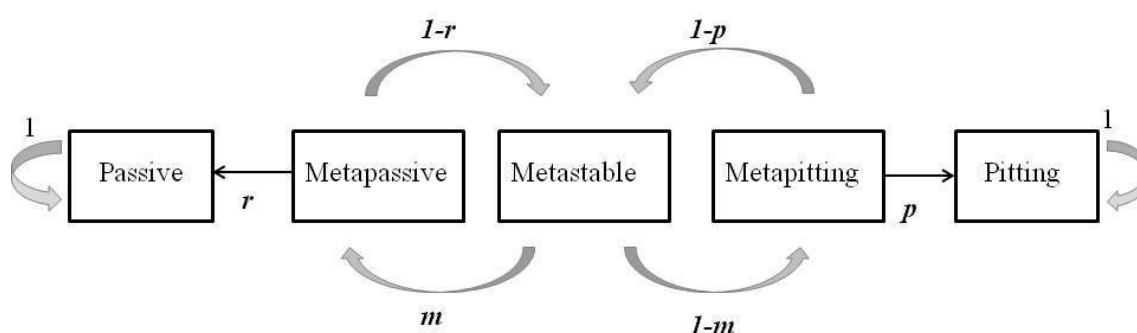 1-r
1-p
1
Passive
Metapassive
Metastable
Metapitting
Pitting
1
r
p
m
1-m